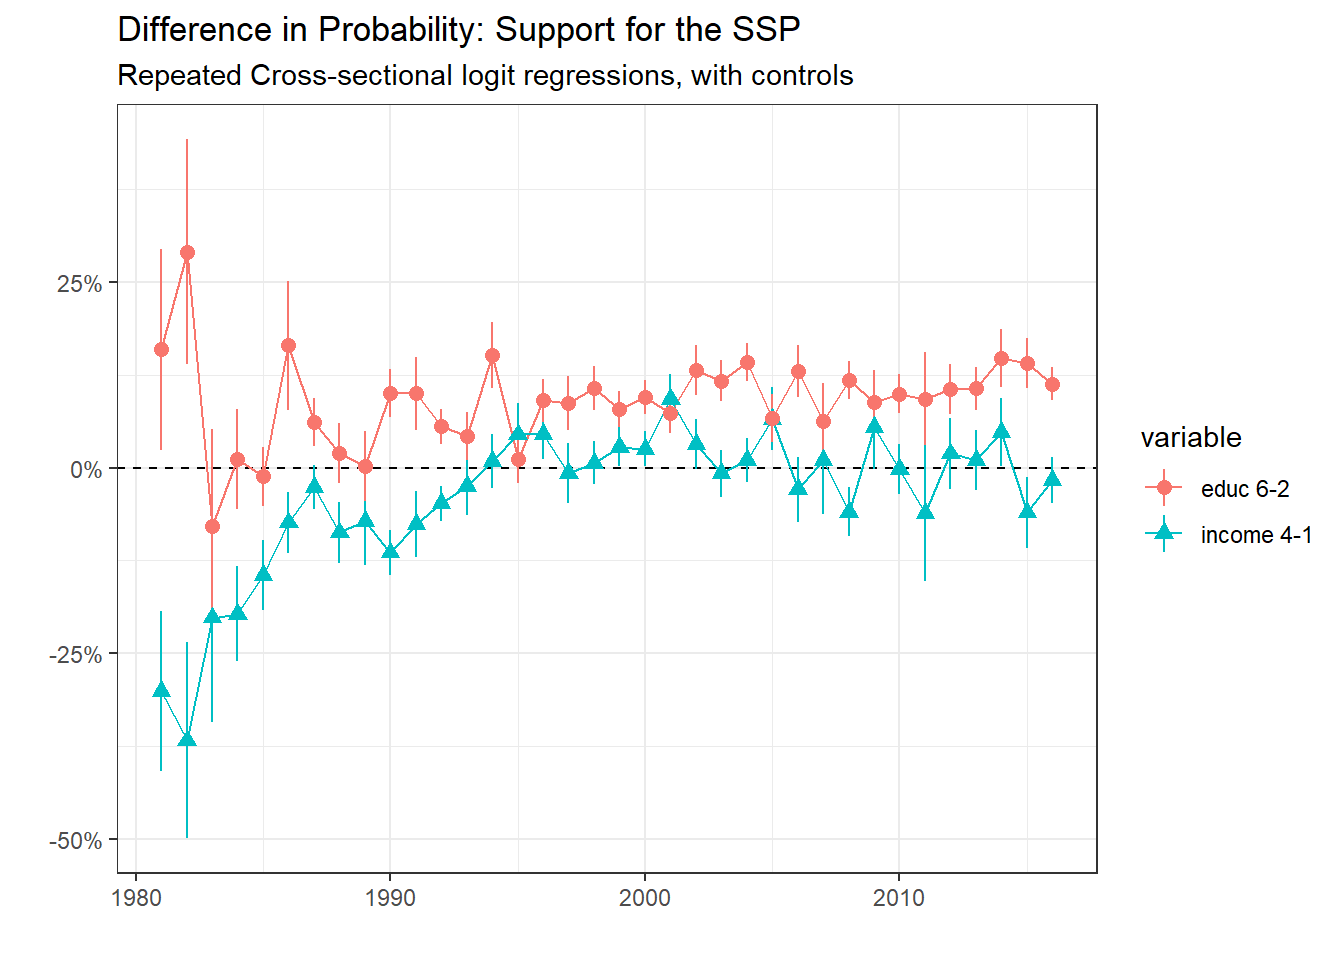 Difference in Probability: Support for the SSP
Repeated Cross-sectional logit regressions, with controls
25%
0%
-25%
-50%
1980
1990
2000
2010
variable
educ 6-2
income 4-1